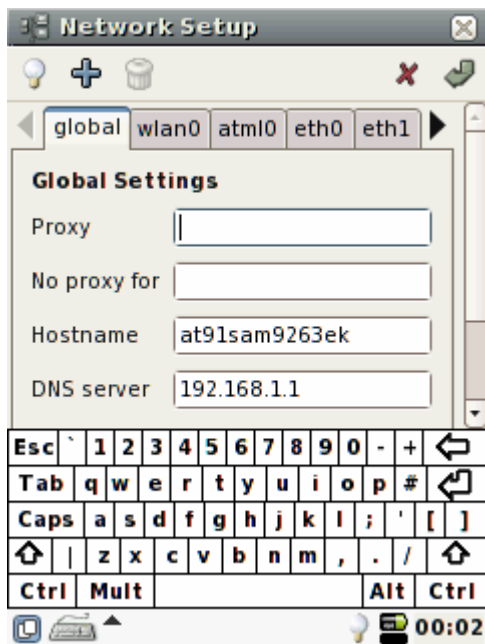 Network Setup
global wlan0 atml0 eth0 eth1
Global Settings
Proxy
No proxy for
Hostname at91sam9263ek
DNS server 192.168.1.1
Esc ` 1 2 3 4 5 6 7 8 9 0 - +
Tab q w e r t y u i o p #
Caps a s d f g h j k l ; ' [ ]
| z x c v b n m , . /
Ctrl Mult Alt Ctrl
00:02